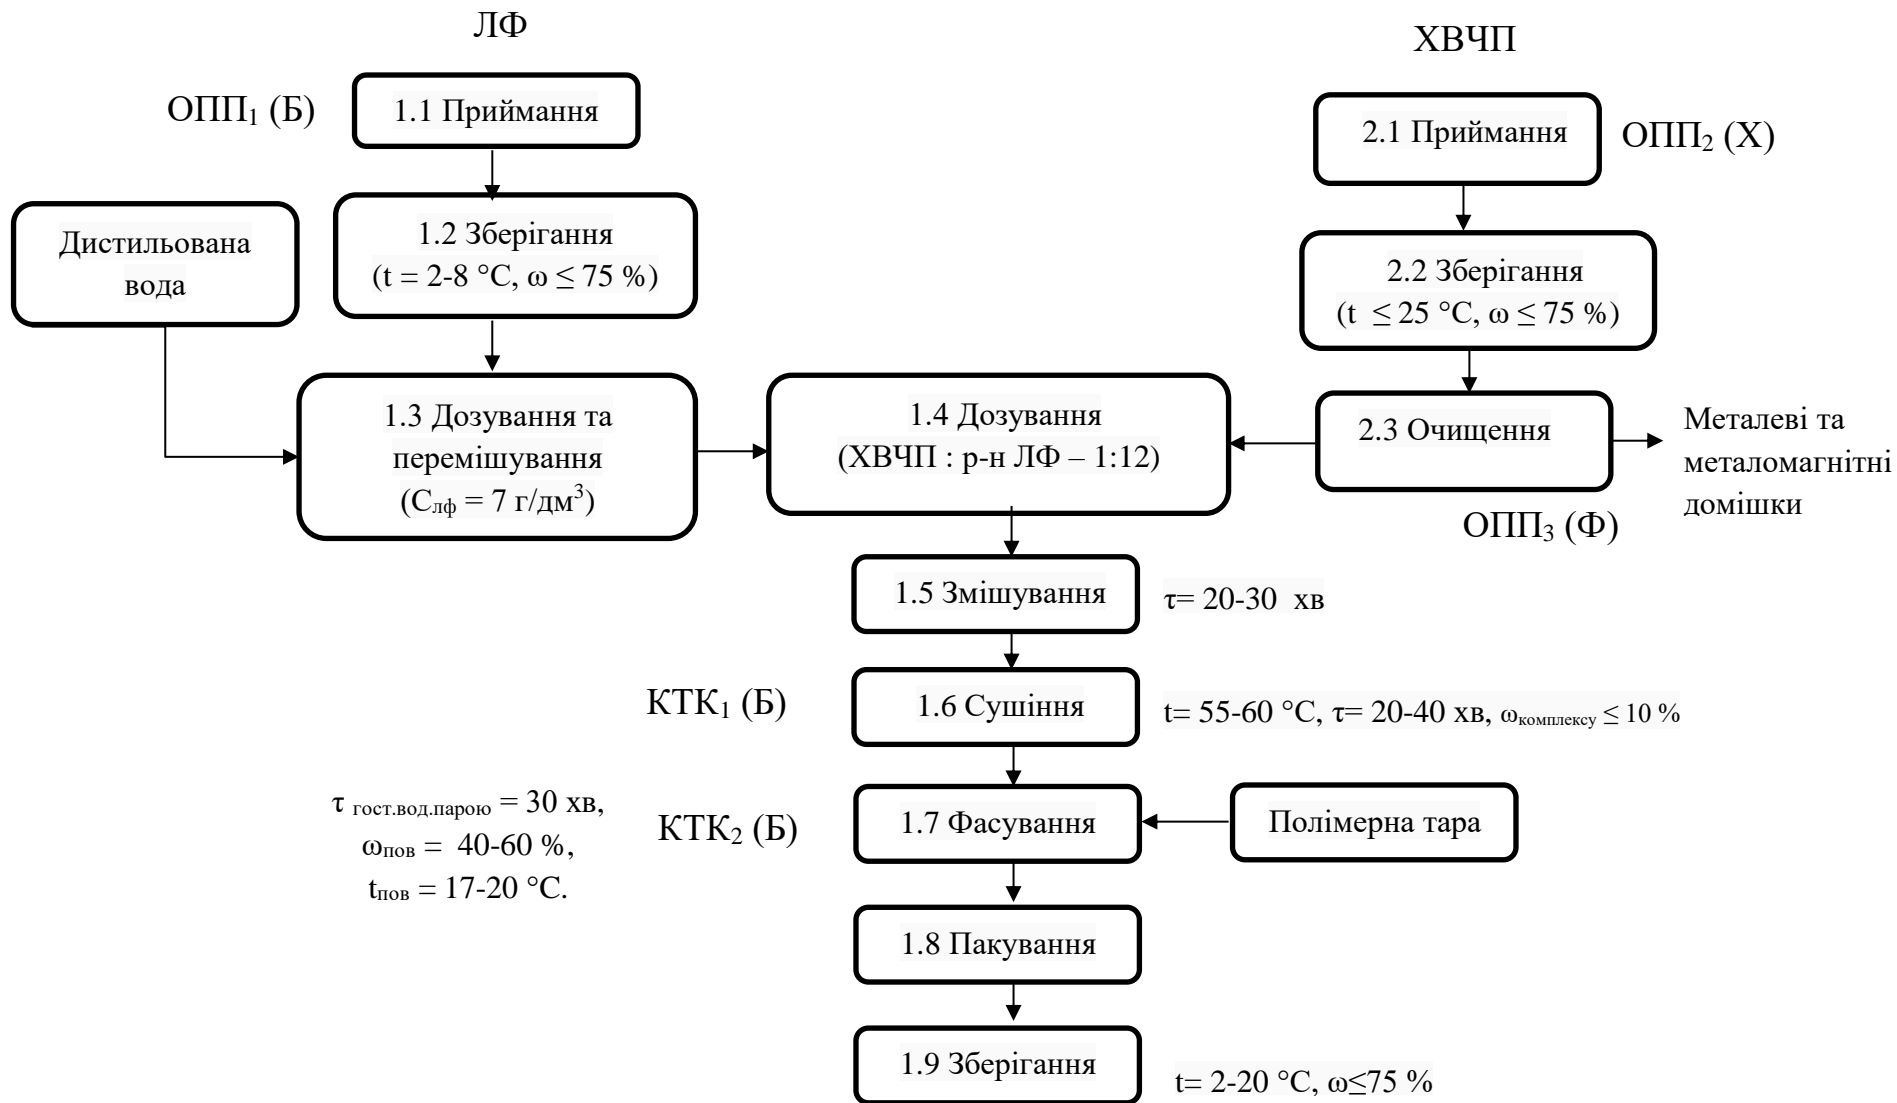 ЛФ
ХВЧП
ОПП₁ (Б)
1.1 Приймання
2.1 Приймання
ОПП₂ (Х)
Дистильована
вода
1.2 Зберігання
(t = 2-8 °С, ω ≤ 75 %)
2.2 Зберігання
(t ≤ 25 °С, ω ≤ 75 %)
1.3 Дозування та
перемішування
(Слф = 7 г/дм³)
1.4 Дозування
(ХВЧП : р-н ЛФ – 1:12)
2.3 Очищення
Металеві та
металомагнітні
домішки
ОПП₃ (Ф)
1.5 Змішування
τ= 20-30 хв
КТК₁ (Б)
1.6 Сушіння
t= 55-60 °С, τ= 20-40 хв, ωкомплексу ≤ 10 %
τ гост.вод.парою = 30 хв,
ωпов = 40-60 %,
tпов = 17-20 °С.
КТК₂ (Б)
1.7 Фасування
Полімерна тара
1.8 Пакування
1.9 Зберігання
t= 2-20 °С, ω≤75 %